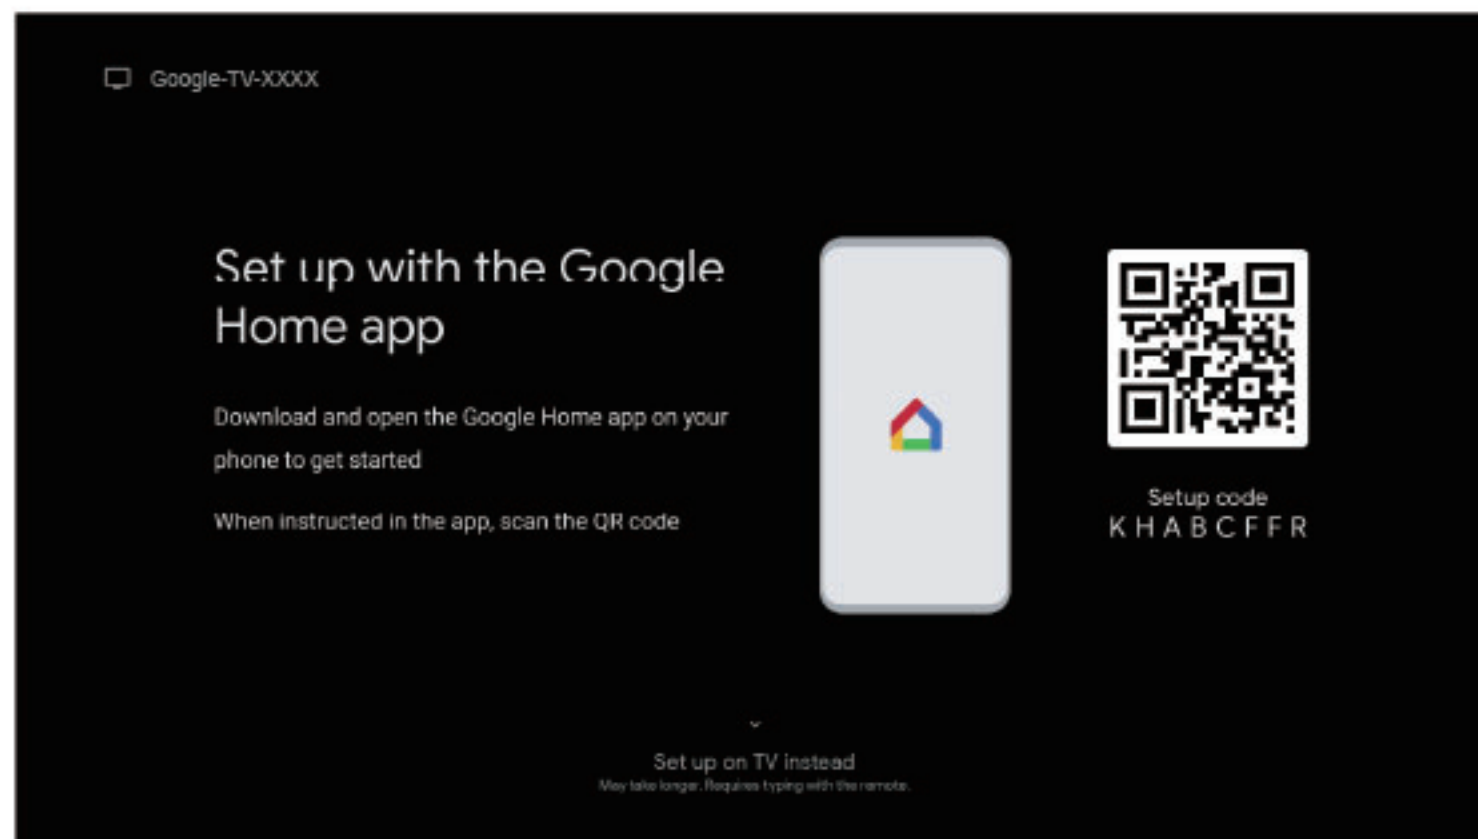 Google-TV-XXXX
Set up with the Google
Home app
Download and open the Google Home app on your
phone to get started
When instructed in the app, scan the QR code
Setup code
K H A B C F F R
Set up on TV instead
May take longer. Requires typing with the remote.